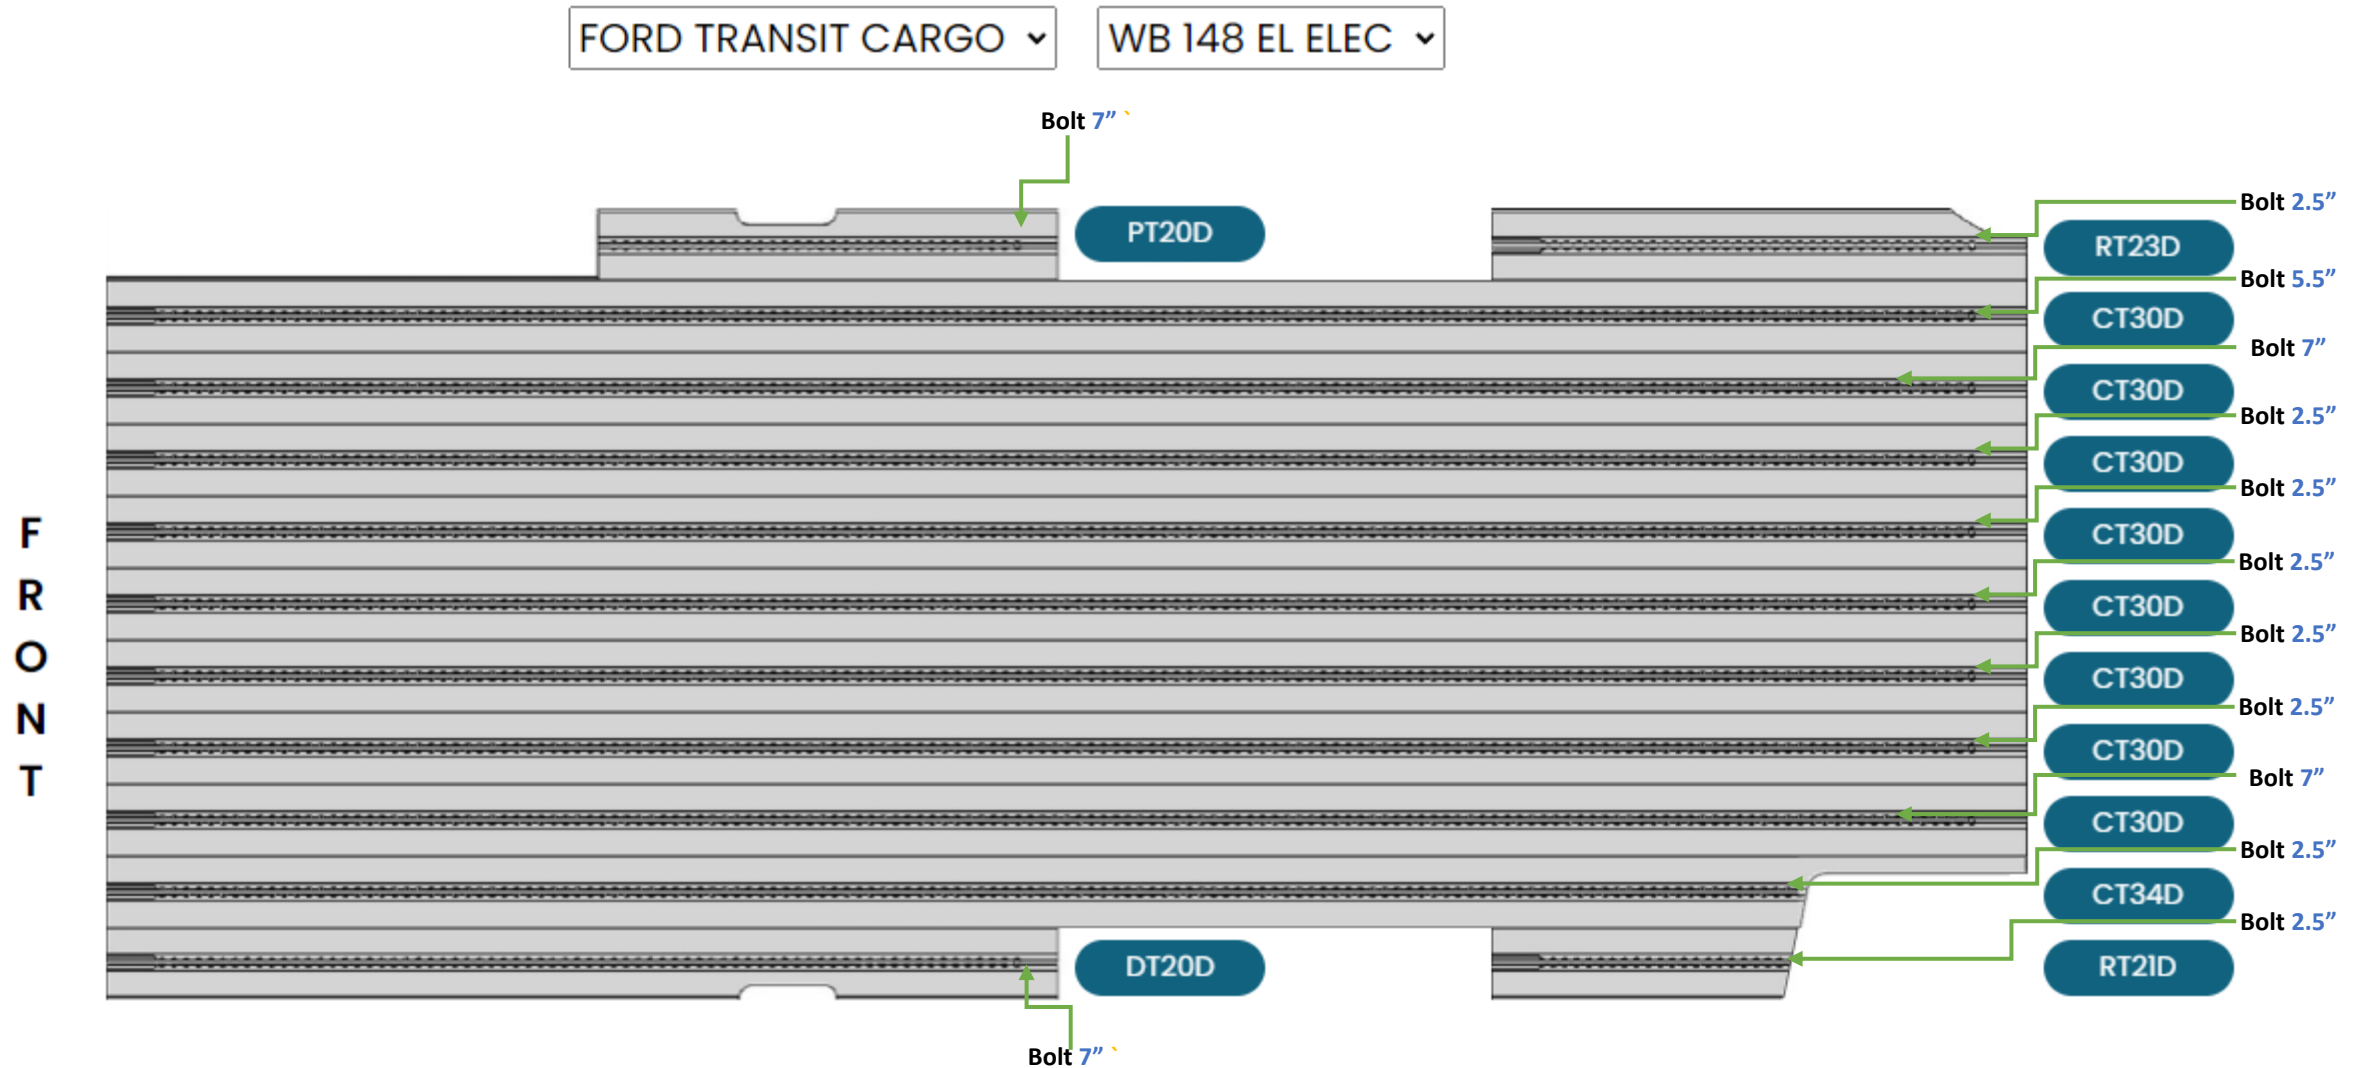 FORD TRANSIT CARGO
WB 148 EL ELEC
Bolt 7” `
Bolt 2.5”
PT20D
RT23D
Bolt 5.5”
CT30D
Bolt 7”
CT30D
Bolt 2.5”
CT30D
Bolt 2.5”
CT30D
Bolt 2.5”
CT30D
Bolt 2.5”
CT30D
Bolt 2.5”
CT30D
Bolt 7”
CT30D
Bolt 2.5”
CT34D
Bolt 2.5”
DT20D
RT21D
Bolt 7” `
F
R
O
N
T